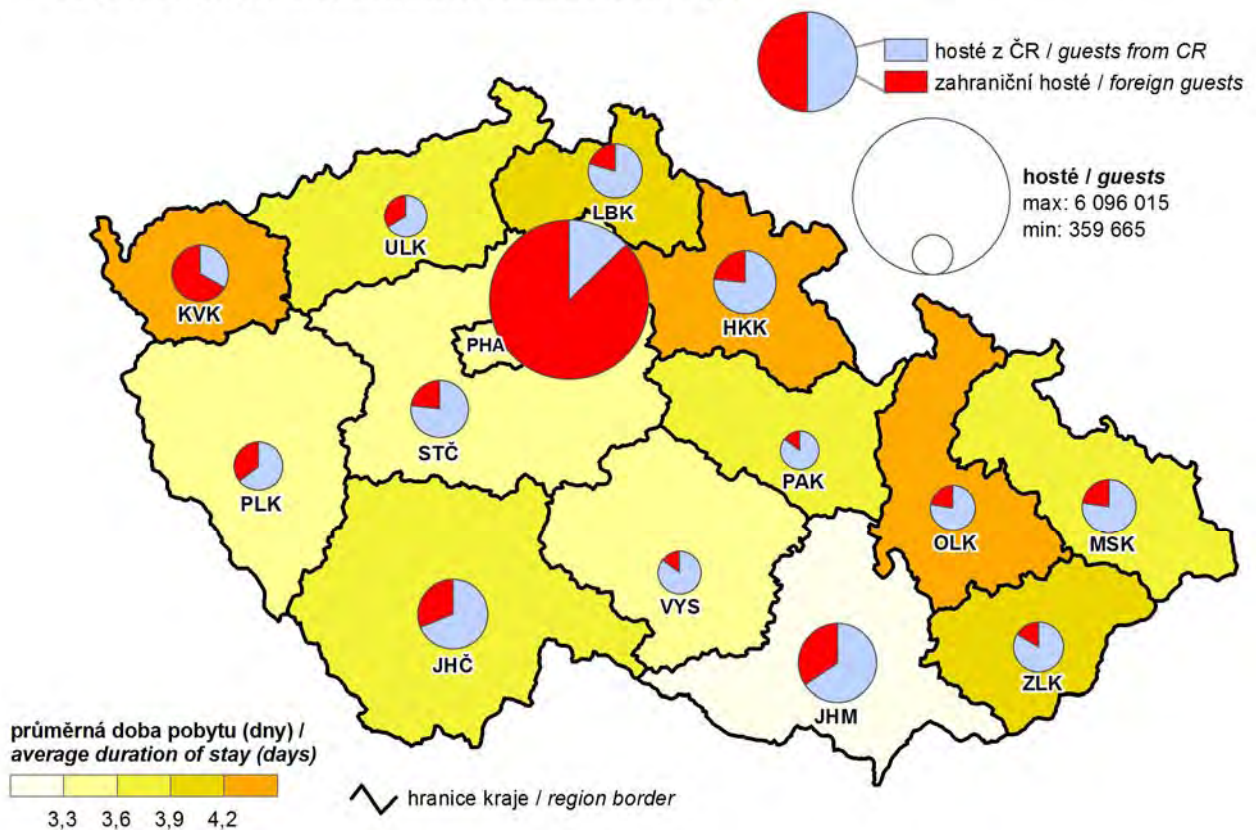 hosté z ČR / guests from CR
zahraniční hosté / foreign guests
hosté / guests
max: 6 096 015
min: 359 665
LBK
ULK
KVK
HKK
PHA
STČ
PAK
PLK
OLK
MSK
VYS
JHČ
ZLK
JHM
průměrná doba pobytu (dny) /
average duration of stay (days)
3,3 3,6 3,9 4,2
hranice kraje / region border